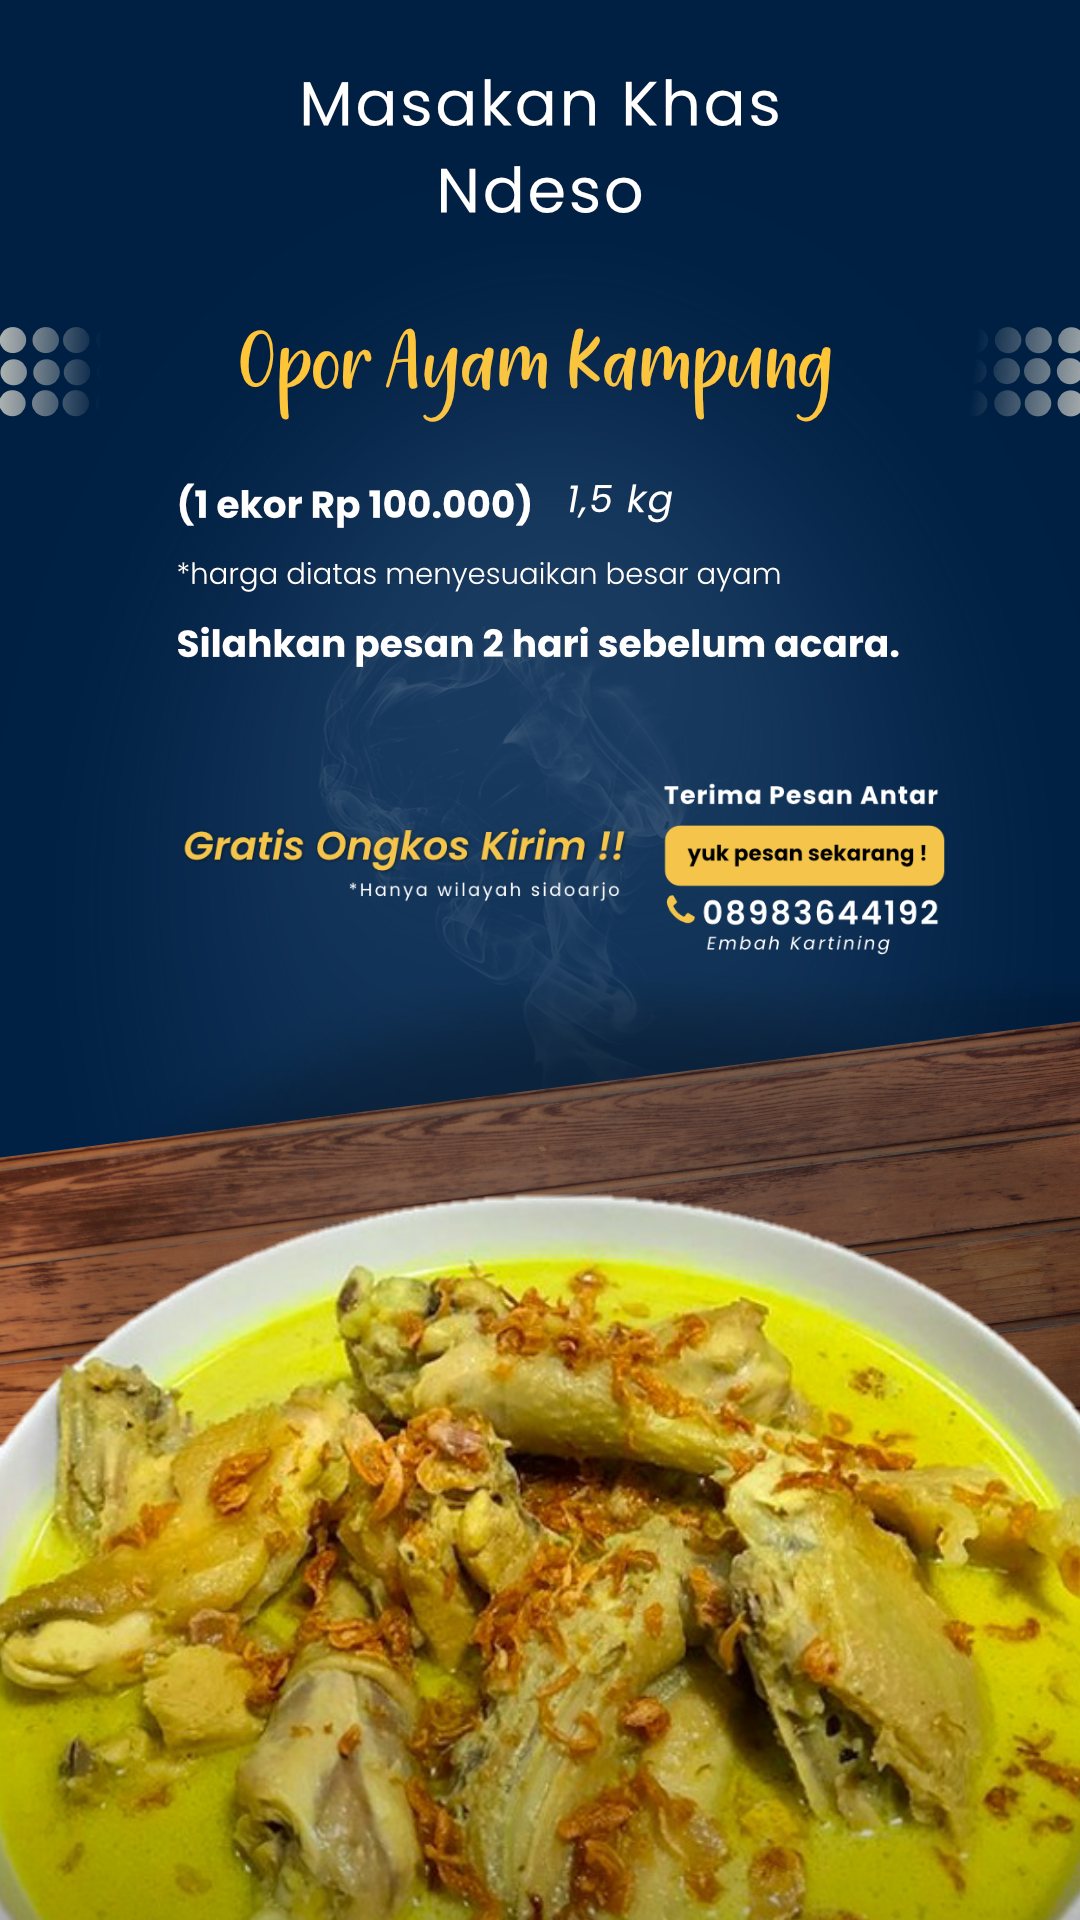 Masakan Khas
Ndeso
Opor Ayam Kampung
(1 ekor Rp 100.000) 1,5 kg
*harga diatas menyesuaikan besar ayam
Silahkan pesan 2 hari sebelum acara.
Gratis Ongkos Kirim !!
*Hanya wilayah sidoarjo
Terima Pesan Antar
yuk pesan sekarang !
08983644192
Embah Kartining